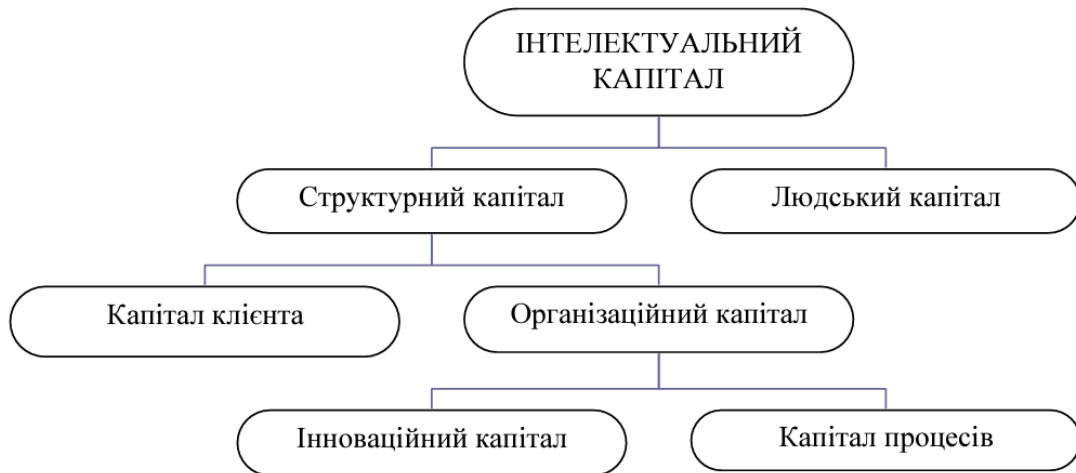 ІНТЕЛЕКТУАЛЬНИЙ
КАПІТАЛ
Структурний капітал
Людський капітал
Капітал клієнта
Організаційний капітал
Інноваційний капітал
Капітал процесів